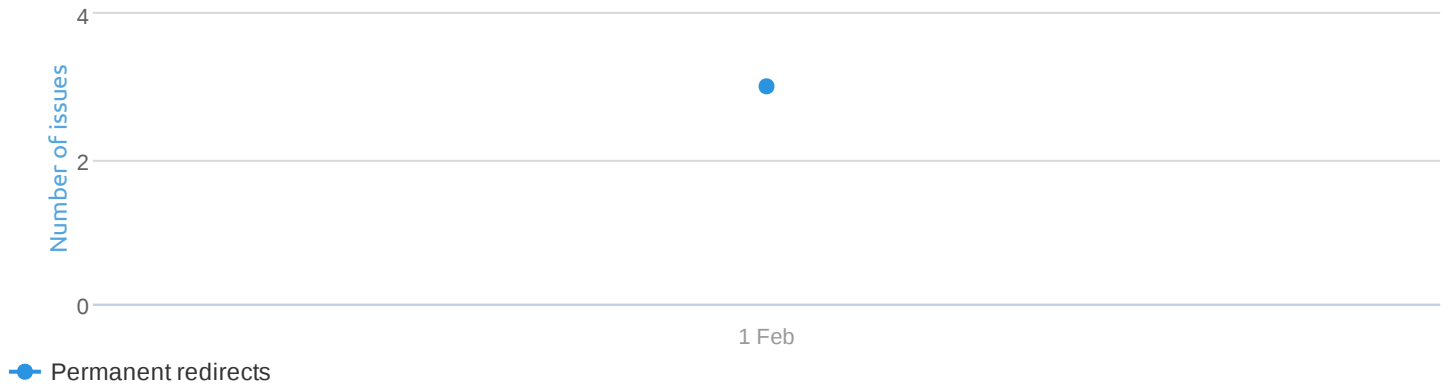 4
Number of issues
2
0
1 Feb
Permanent redirects